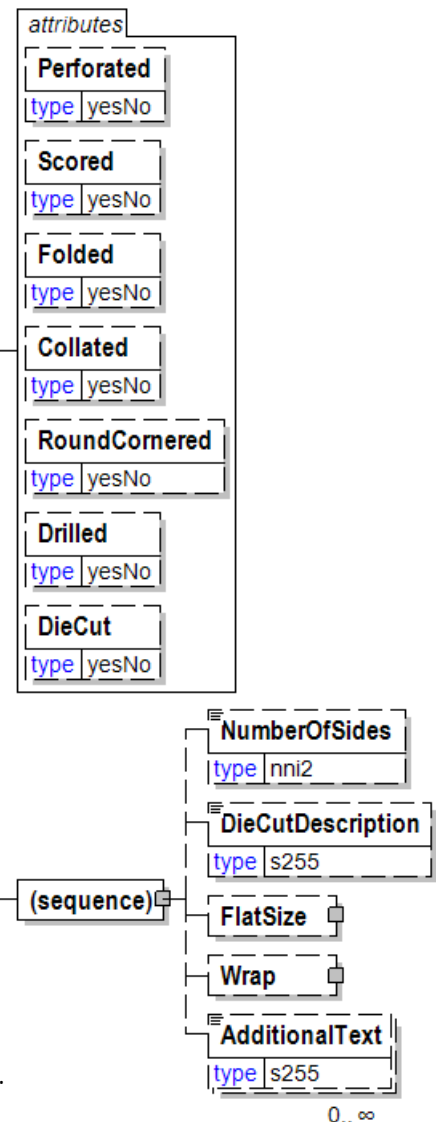 attributes
Perforated
type yesNo
Scored
type yesNo
Folded
type yesNo
Collated
type yesNo
RoundCornered
type yesNo
Drilled
type yesNo
DieCut
type yesNo
NumberOfSides
type nni2
DieCutDescription
type s255
(sequence)
FlatSize
Wrap
AdditionalText
type s255
.
0.. ∞